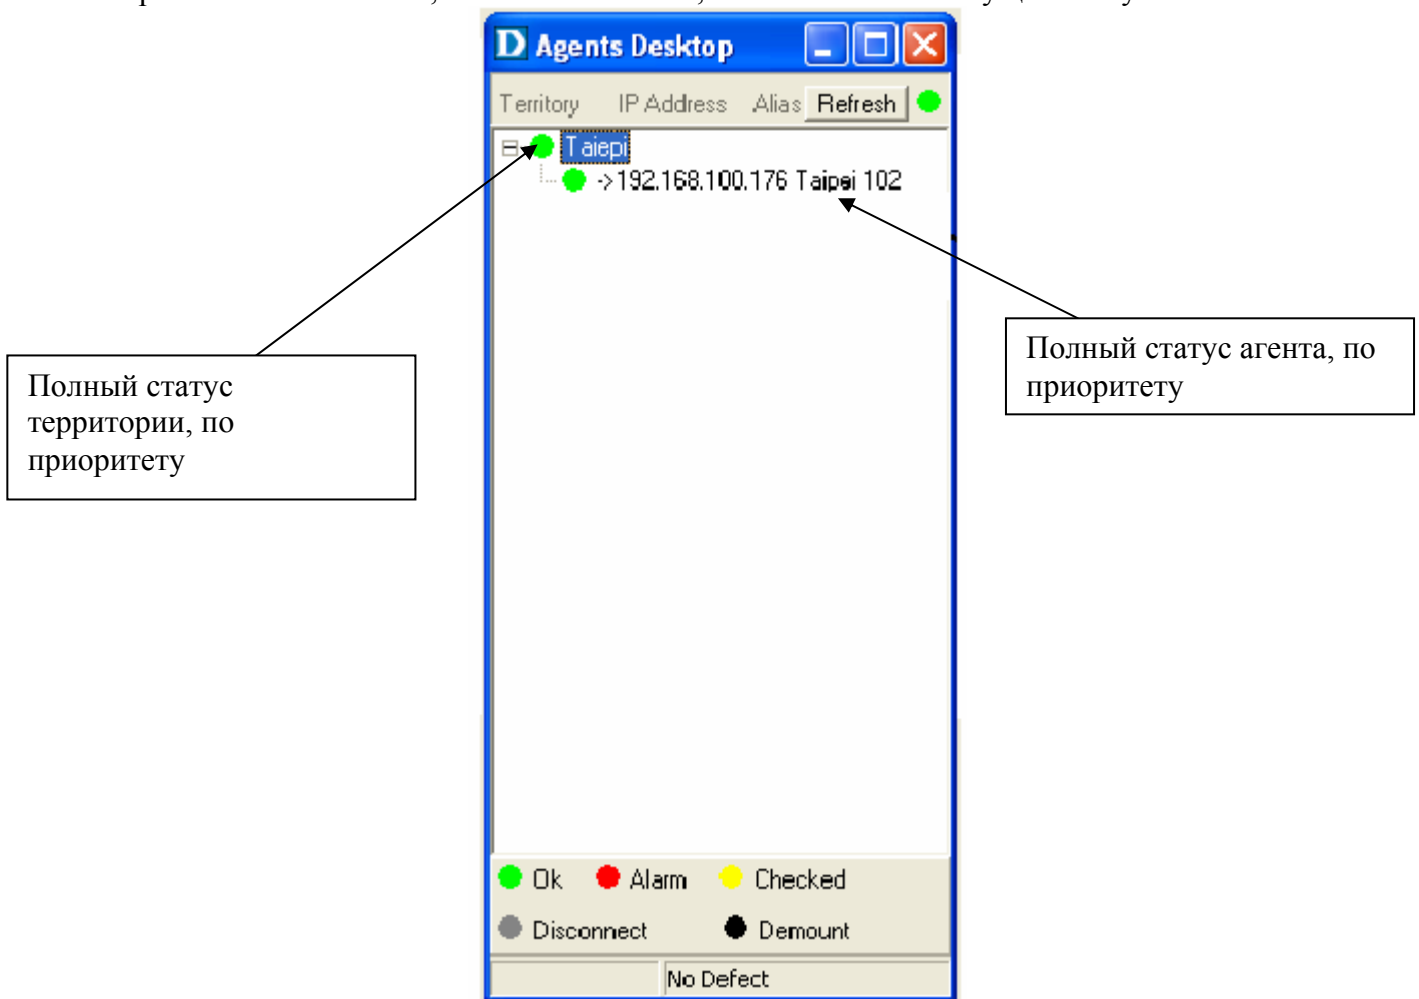 D Agents Desktop
Territory IP Address Alias Refresh
Taiepi
->192.168.100.176 Taipei 102
Полный статус
территории, по
приоритету
Полный статус агента, по
приоритету
Ok Alarm Checked
Disconnect Demount
No Defect